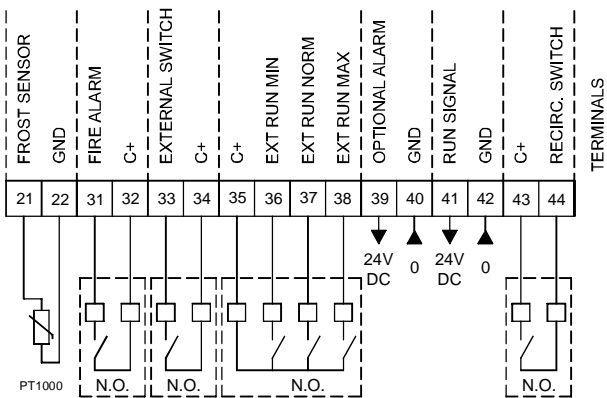 FROST SENSOR
GND
FIRE ALARM
C+
EXTERNAL SWITCH
C+
C+
EXT RUN MIN
EXT RUN NORM
EXT RUN MAX
OPTIONAL ALARM
GND
RUN SIGNAL
GND
C+
RECIRC. SWITCH
TERMINALS
21 22 31 32 33 34 35 36 37 38 39 40 41 42 43 44
24V
DC
0
24V
DC
0
PT1000
N.O.
N.O.
N.O.
N.O.